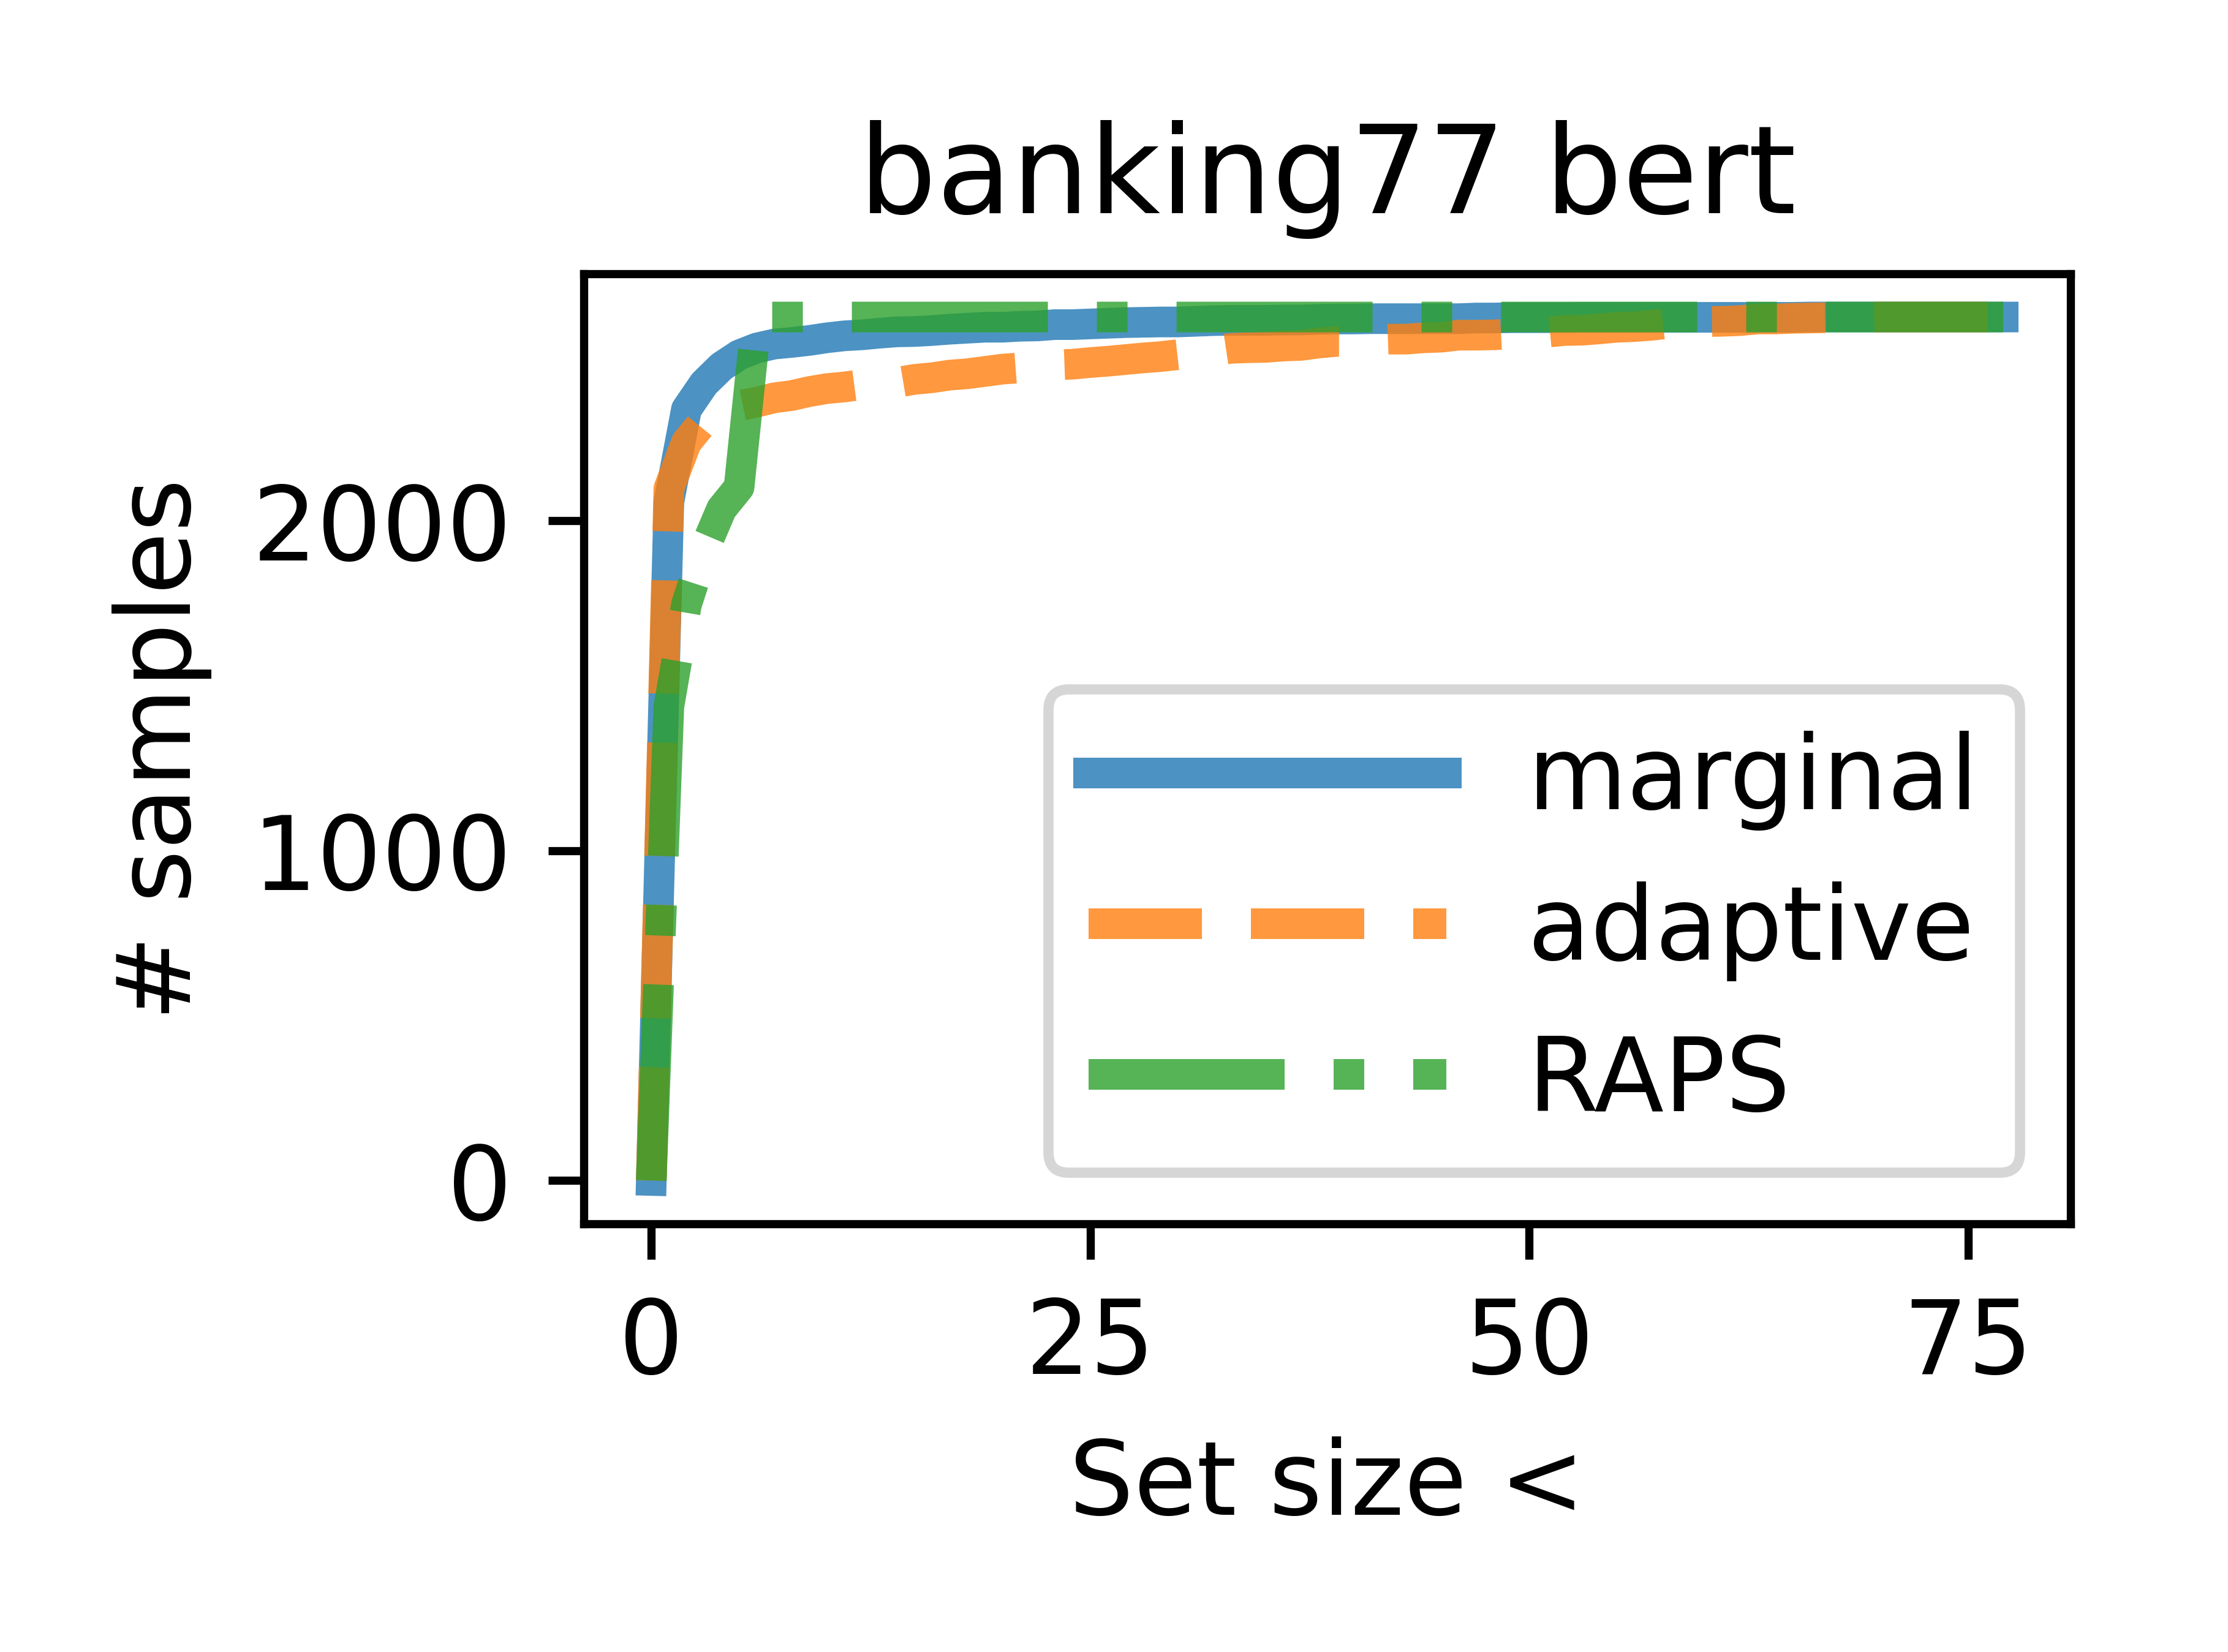 banking77 bert
# samples
2000
1000
0
marginal
adaptive
RAPS
0 25 50 75
Set size <